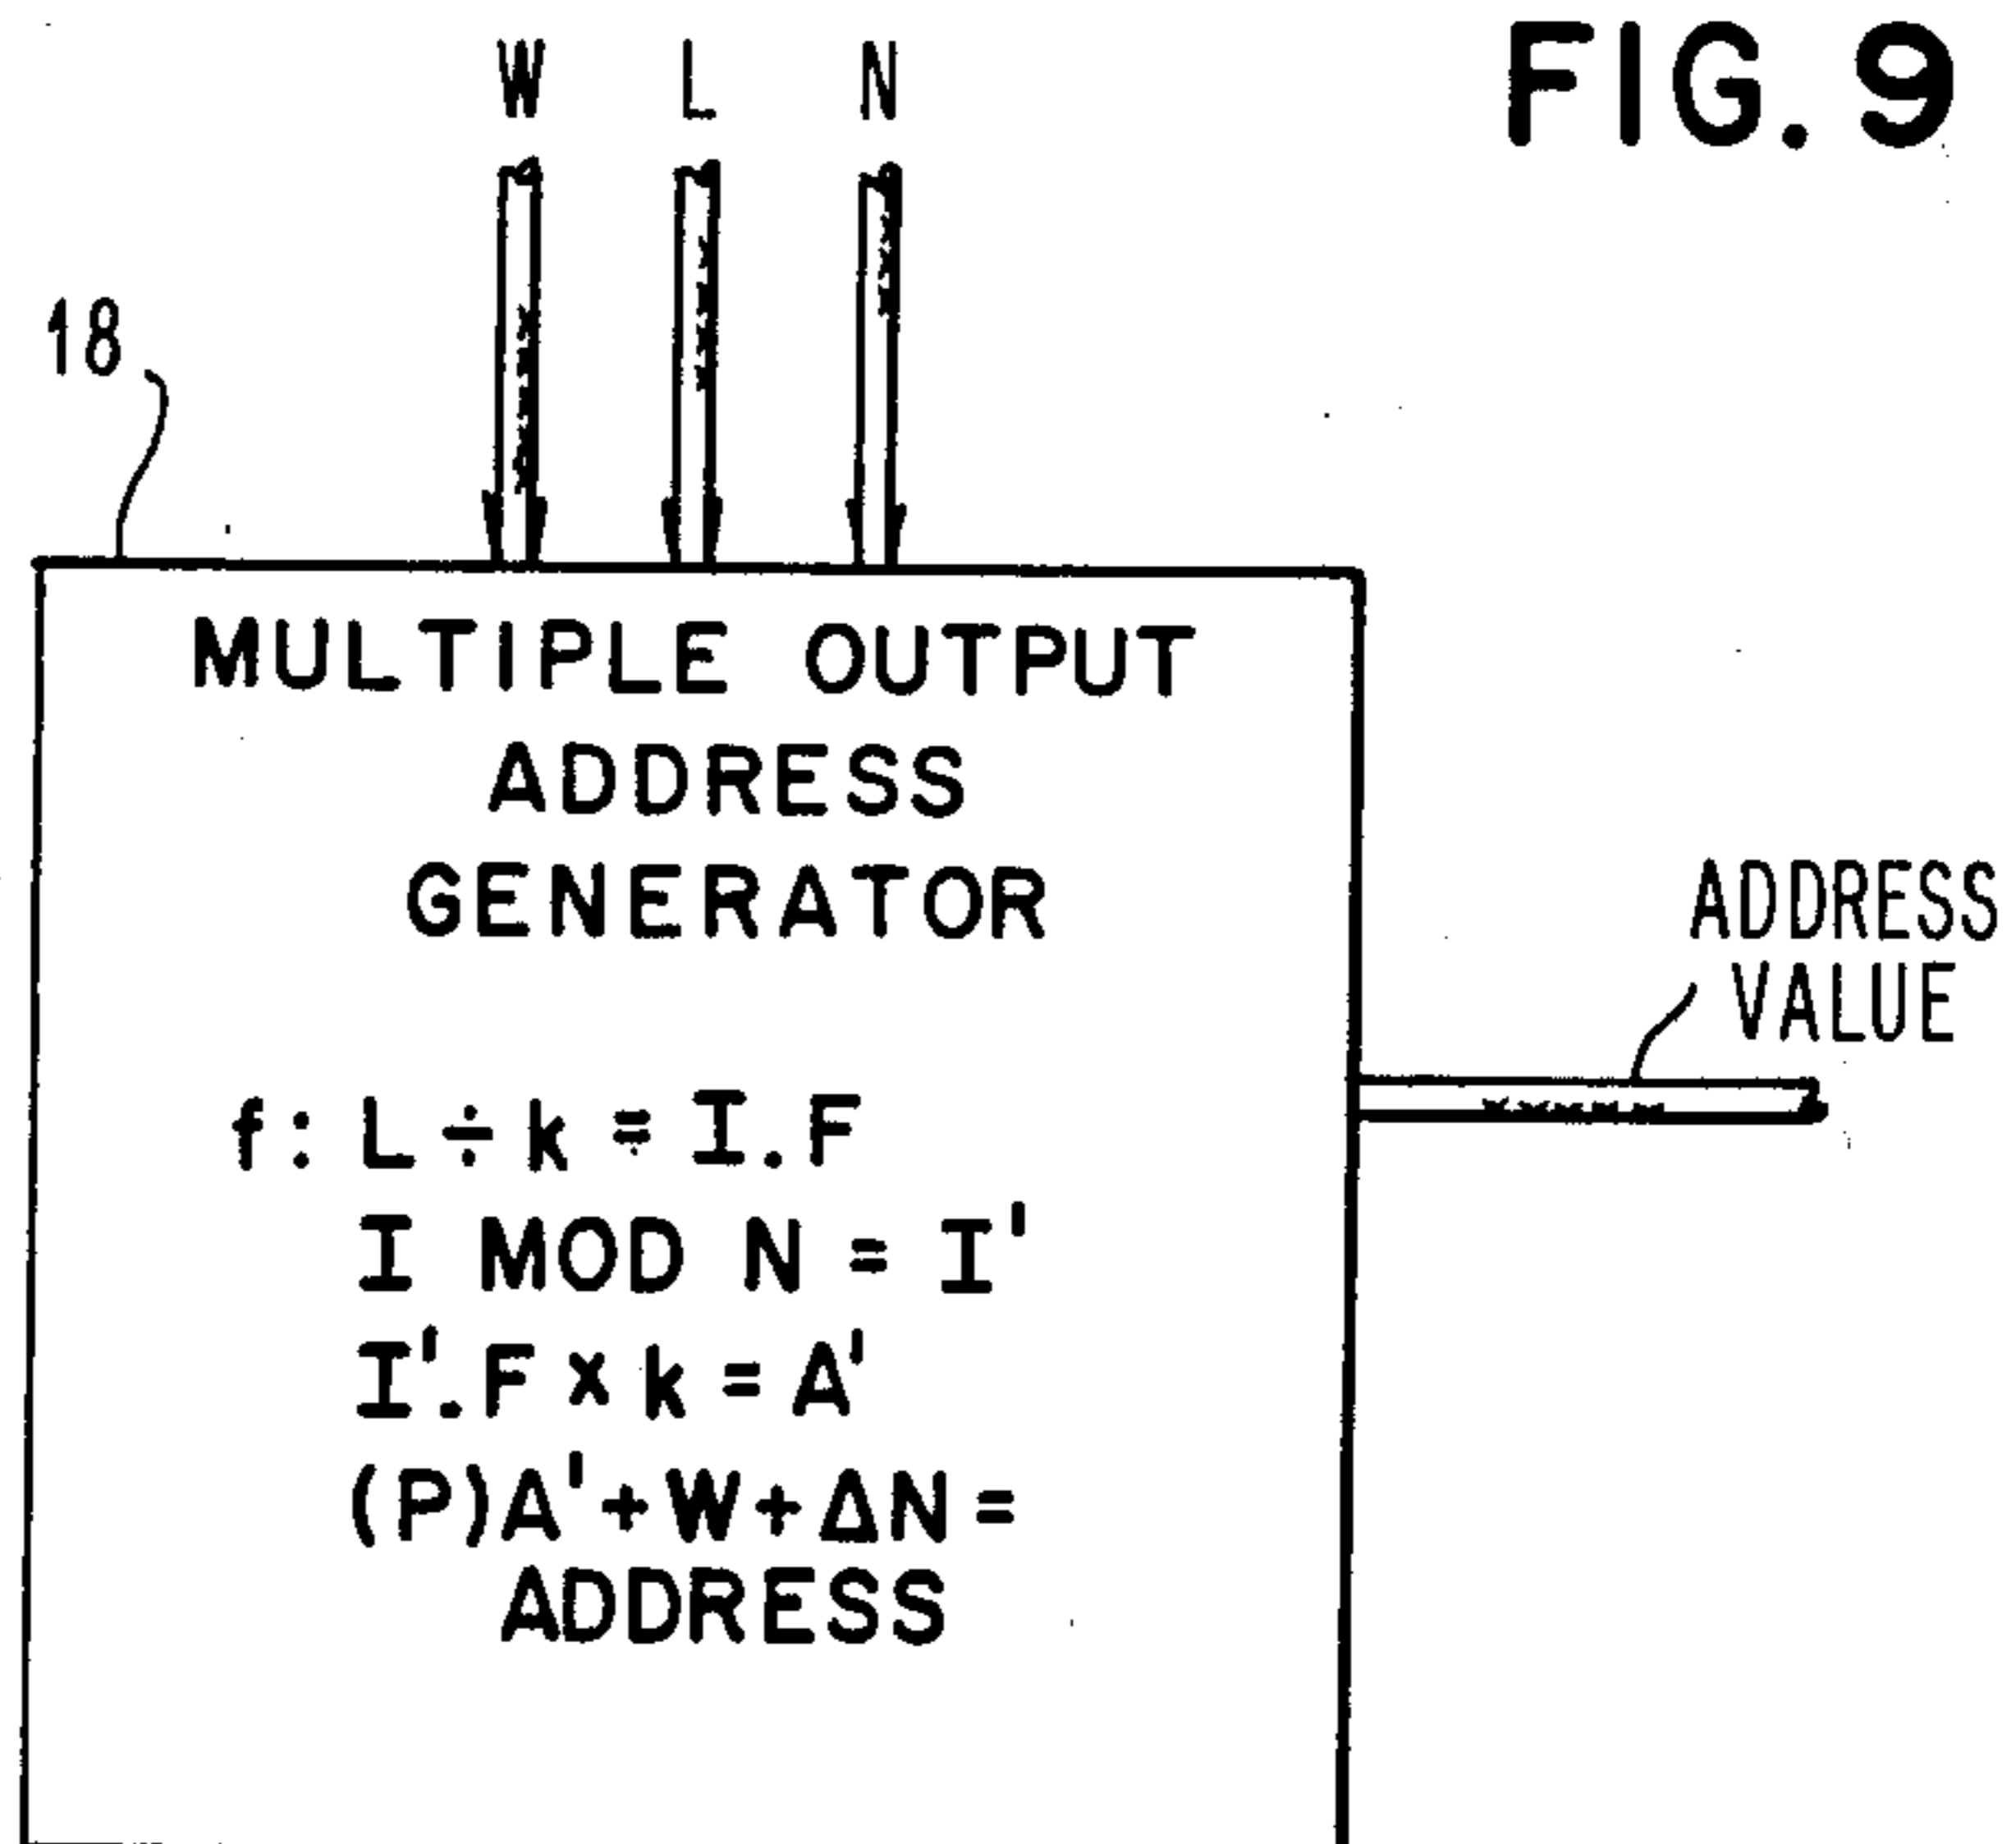 FIG. 9
W L N
18
MULTIPLE OUTPUT
ADDRESS
GENERATOR
ADDRESS
VALUE
f: L ÷ k = I.F
I MOD N = I'
I'.F × k = A'
(P)A'+W+ΔN=
ADDRESS